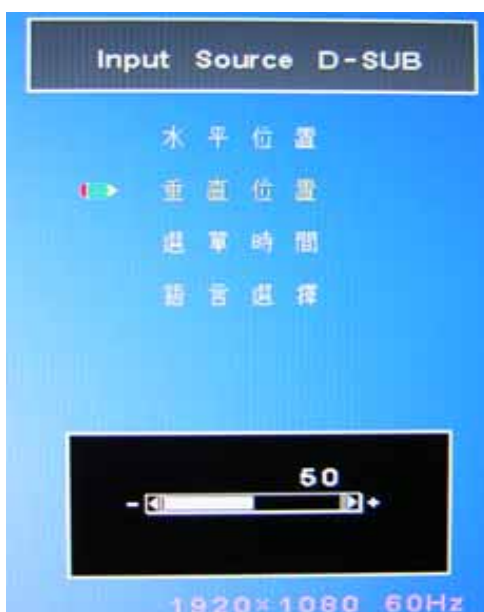 Input Source D-SUB
水平位置
垂直位置
選單時間
語言選擇
50
- +
1920×1080 60Hz